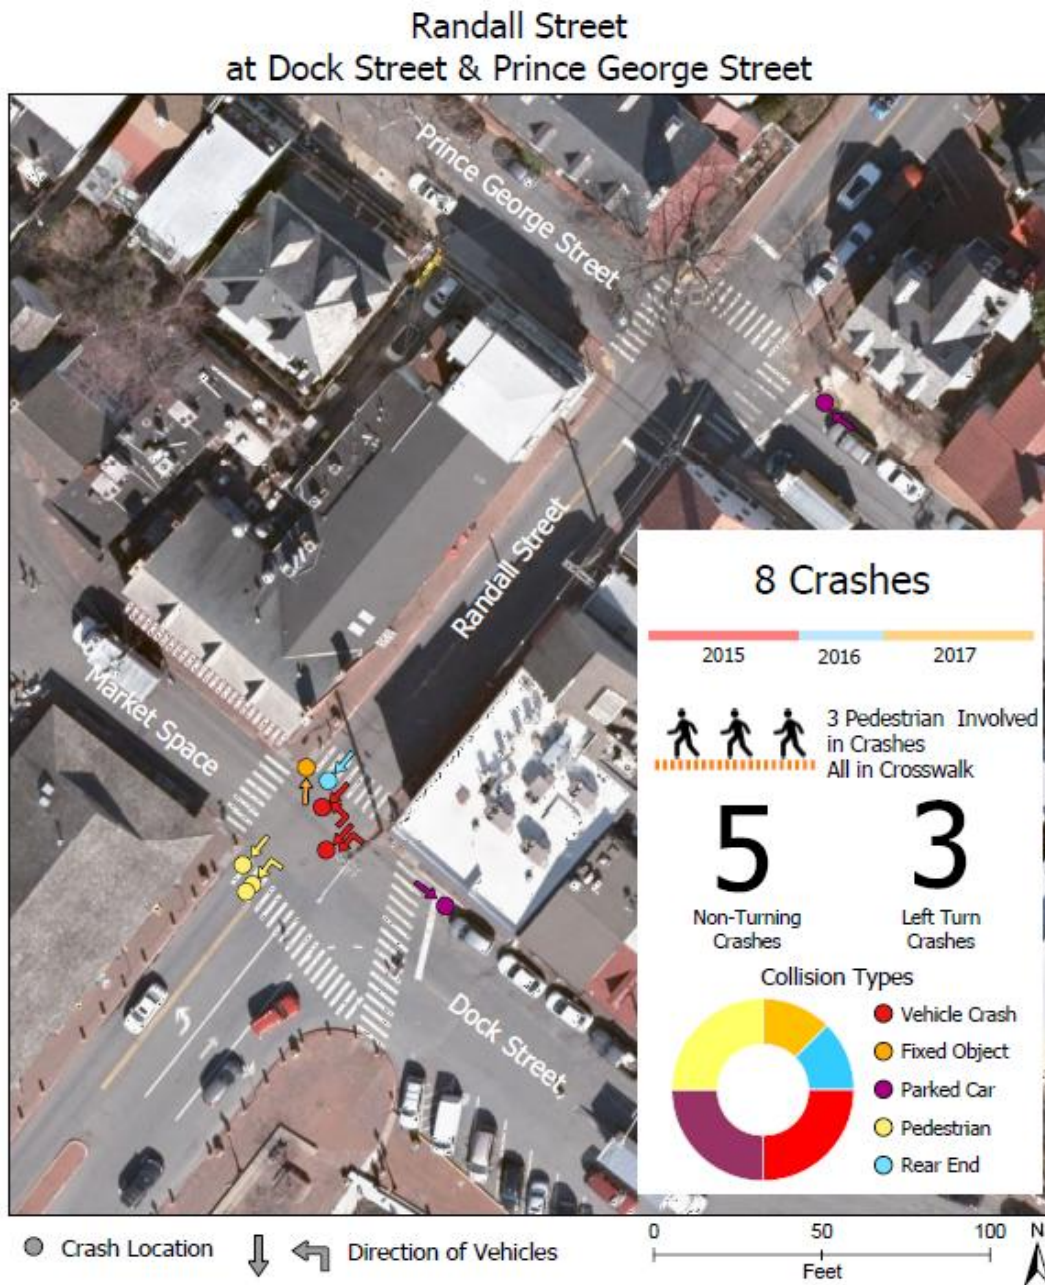 Randall Street
at Dock Street & Prince George Street
Prince George Street
Randall Street
Market Space
Dock Street
8 Crashes
2015
2016
2017
3 Pedestrian Involved
in Crashes
All in Crosswalk
5
3
Non-Turning
Crashes
Left Turn
Crashes
Collision Types
Vehicle Crash
Fixed Object
Parked Car
Pedestrian
Rear End
Crash Location
Direction of Vehicles
0
50
100
Feet
N